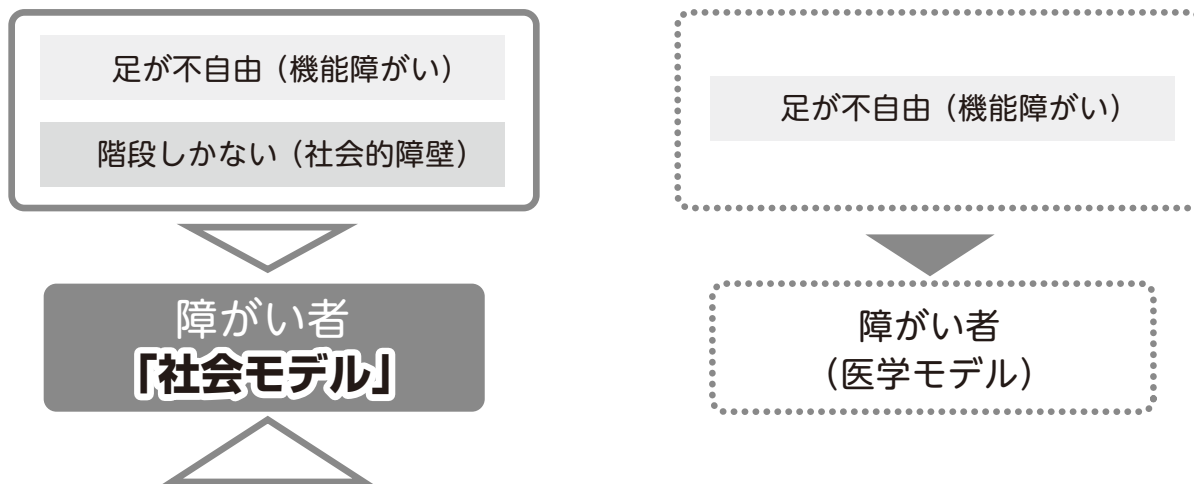 足が不自由（機能障がい）
階段しかない（社会的障壁）
障がい者
「社会モデル」
足が不自由（機能障がい）
障がい者
（医学モデル）